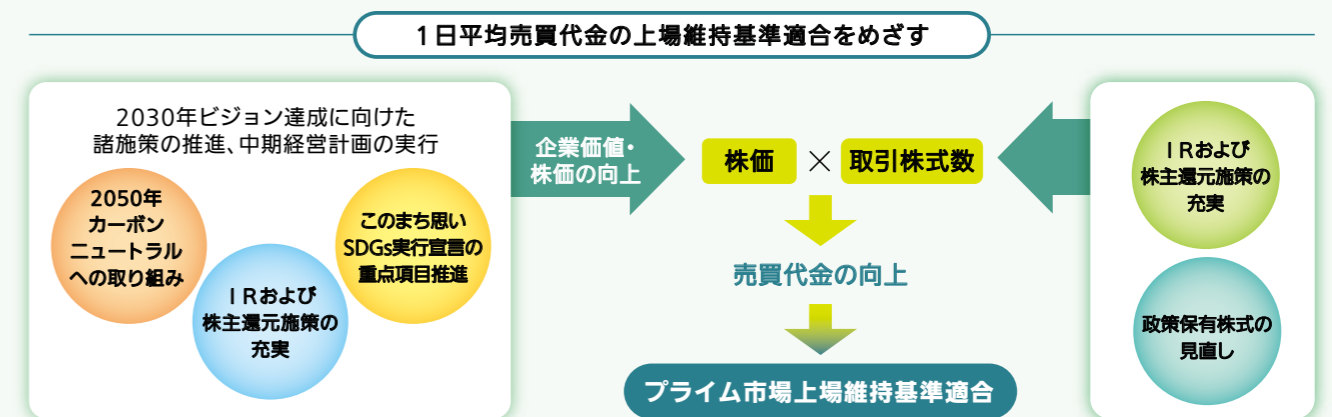 1日平均売買代金の上場維持基準適合をめざす
2030年ビジョン達成に向けた
諸施策の推進、中期経営計画の実行
2050年
カーボン
ニュートラル
への取り組み
IRおよび
株主還元施策の
充実
このまち思い
SDGs実行宣言の
重点項目推進
企業価値・
株価の向上
株価 × 取引株式数
売買代金の向上
プライム市場上場維持基準適合
IRおよび
株主還元施策の
充実
政策保有株式の
見直し